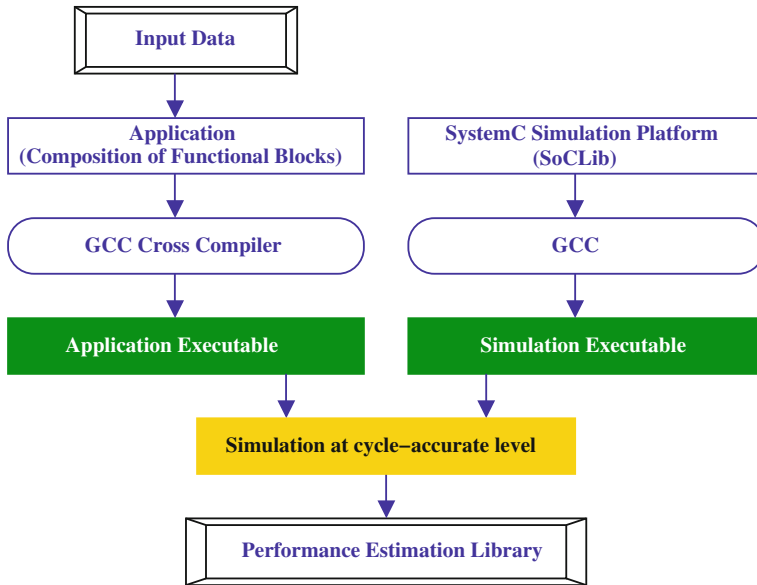 Input Data
Application
(Composition of Functional Blocks)
SystemC Simulation Platform
(SoCLib)
GCC Cross Compiler
GCC
Application Executable
Simulation Executable
Simulation at cycle−accurate level
Performance Estimation Library